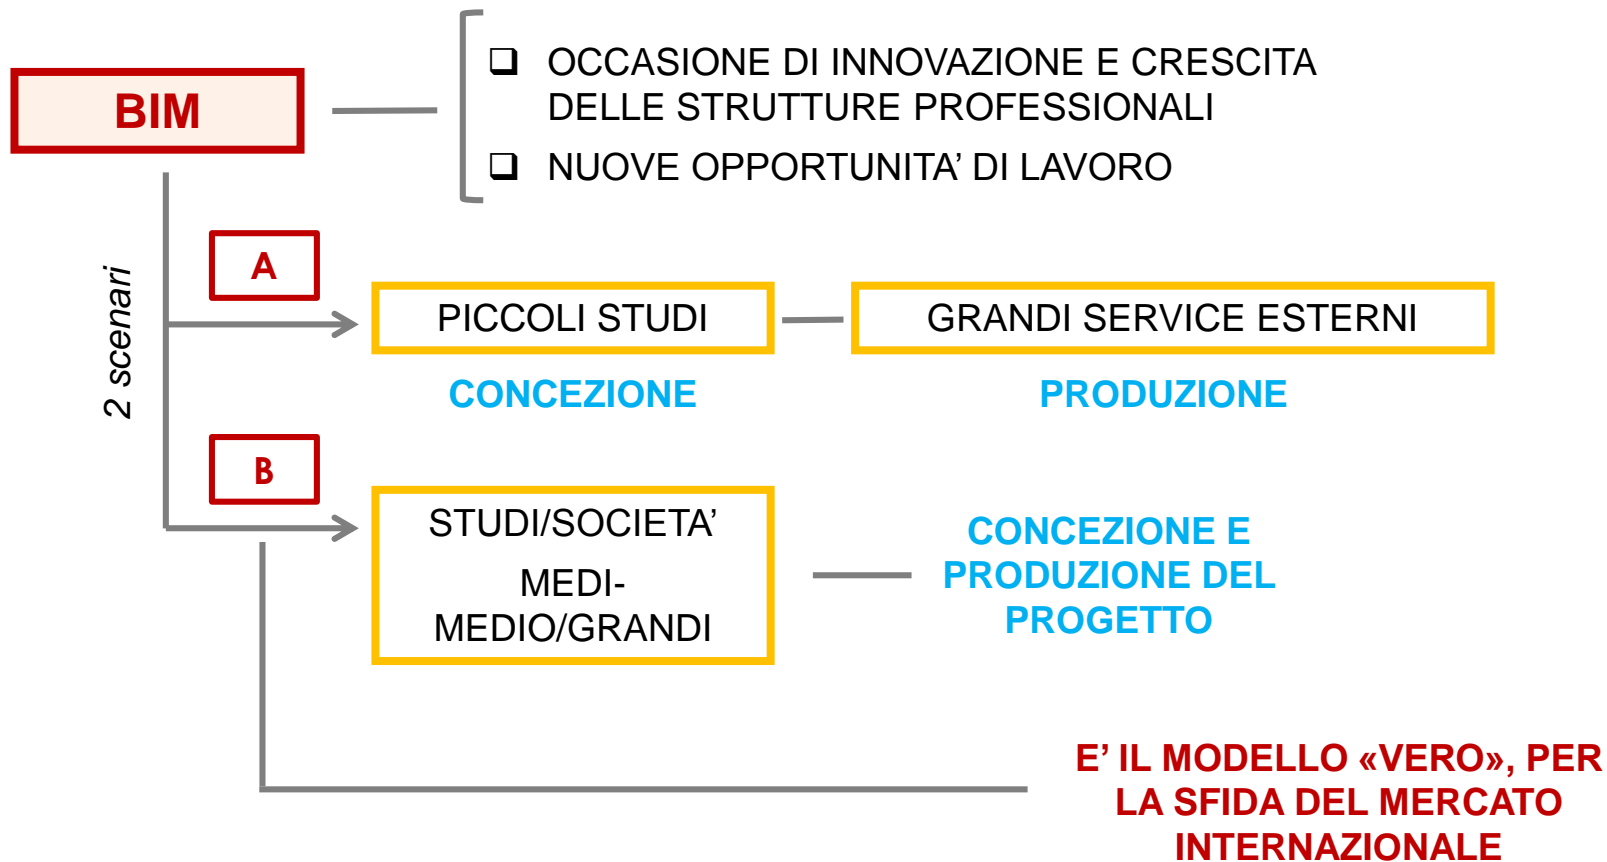 BIM
❑ OCCASIONE DI INNOVAZIONE E CRESCITA
DELLE STRUTTURE PROFESSIONALI
❑ NUOVE OPPORTUNITA’ DI LAVORO
2 scenari
A
PICCOLI STUDI
GRANDI SERVICE ESTERNI
CONCEZIONE
PRODUZIONE
B
STUDI/SOCIETA’
MEDI-
MEDIO/GRANDI
CONCEZIONE E
PRODUZIONE DEL
PROGETTO
E’ IL MODELLO «VERO», PER
LA SFIDA DEL MERCATO
INTERNAZIONALE